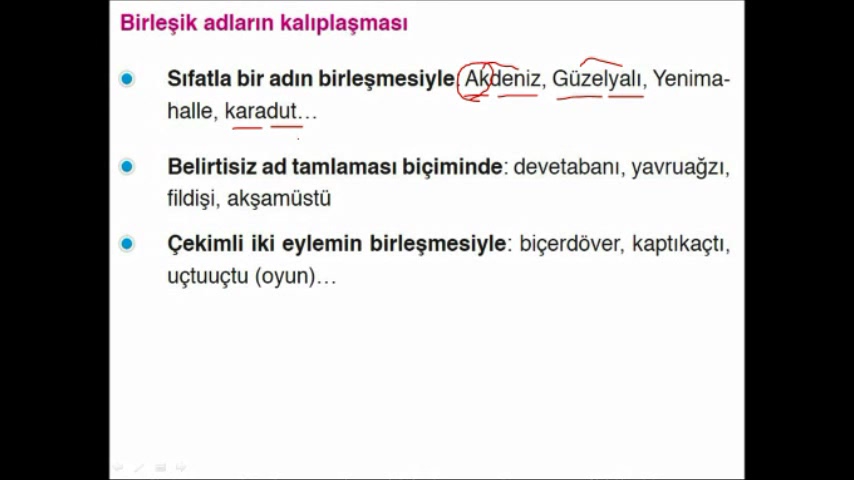 Birleşik adların kalıplaşması
Sıfatla bir adın birleşmesiyle: Akdeniz, Güzelyalı, Yenima-
halle, karadut…
Belirtisiz ad tamlaması biçiminde: devetabanı, yavruağzı,
fildişi, akşamüstü
Çekimli iki eylemin birleşmesiyle: biçerdöver, kaptıkaçtı,
uçtuuçtu (oyun)…